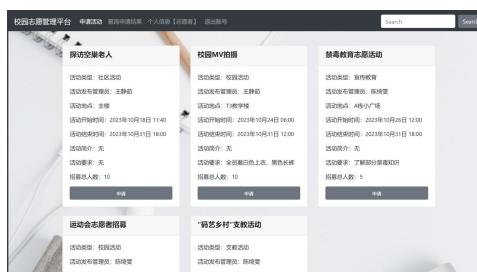 校园志愿管理平台 申请活动 查询申请结果 个人信息【志愿者】 退出账号 Search Search
探访空巢老人
活动类型：社区活动
活动发布管理员：王静茹
活动地点：主楼
活动开始时间：2023年10月18日 11:40
活动结束时间：2023年10月31日 18:00
活动简介：无
活动要求：无
招募总人数：10
申请
校园MV拍摄
活动类型：校园活动
活动发布管理员：王静茹
活动地点：T3教学楼
活动开始时间：2023年10月24日 06:00
活动结束时间：2023年10月31日 12:00
活动简介：无
活动要求：全员着白色上衣、黑色长裤
招募总人数：10
申请
禁毒教育志愿活动
活动类型：宣传教育
活动发布管理员：陈绮雯
活动地点：A栋小广场
活动开始时间：2023年10月26日 12:00
活动结束时间：2023年10月31日 18:00
活动简介：无
活动要求：了解部分禁毒知识
招募总人数：5
申请
运动会志愿者招募
活动类型：校园活动
活动发布管理员：陈绮雯
“码艺乡村”支教活动
活动类型：支教活动
活动发布管理员：陈绮雯